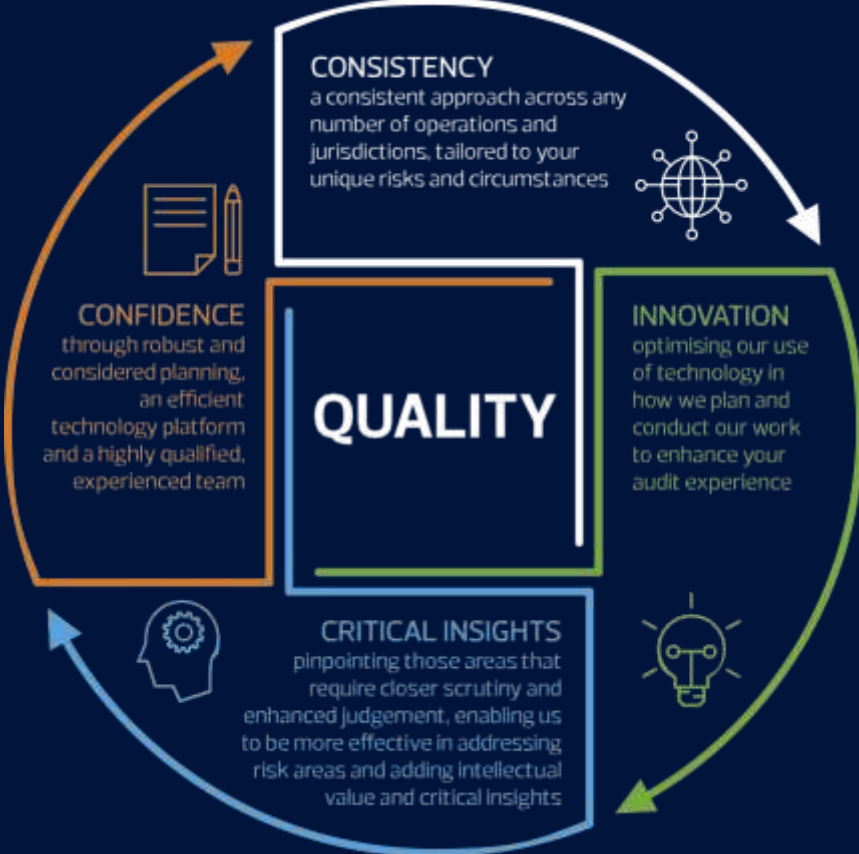 CONSISTENCY
a consistent approach across any
number of operations and
jurisdictions, tailored to your
unique risks and circumstances
CONFIDENCE
through robust and
considered planning,
an efficient
technology platform
and a highly qualified,
experienced team
QUALITY
INNOVATION
optimising our use
of technology in
how we plan and
conduct our work
to enhance your
audit experience
CRITICAL INSIGHTS
pinpointing those areas that
require closer scrutiny and
enhanced judgement, enabling us
to be more effective in addressing
risk areas and adding intellectual
value and critical insights